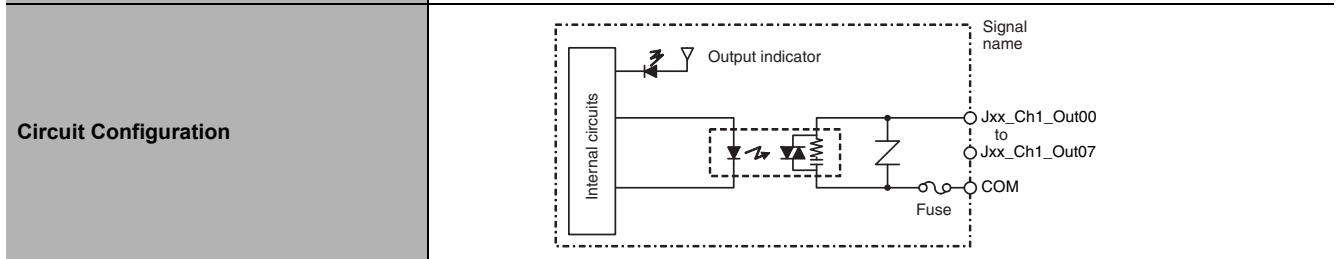 Circuit Configuration
Signal
name
Output indicator
Internal circuits
Jxx_Ch1_Out00
to
Jxx_Ch1_Out07
COM
Fuse